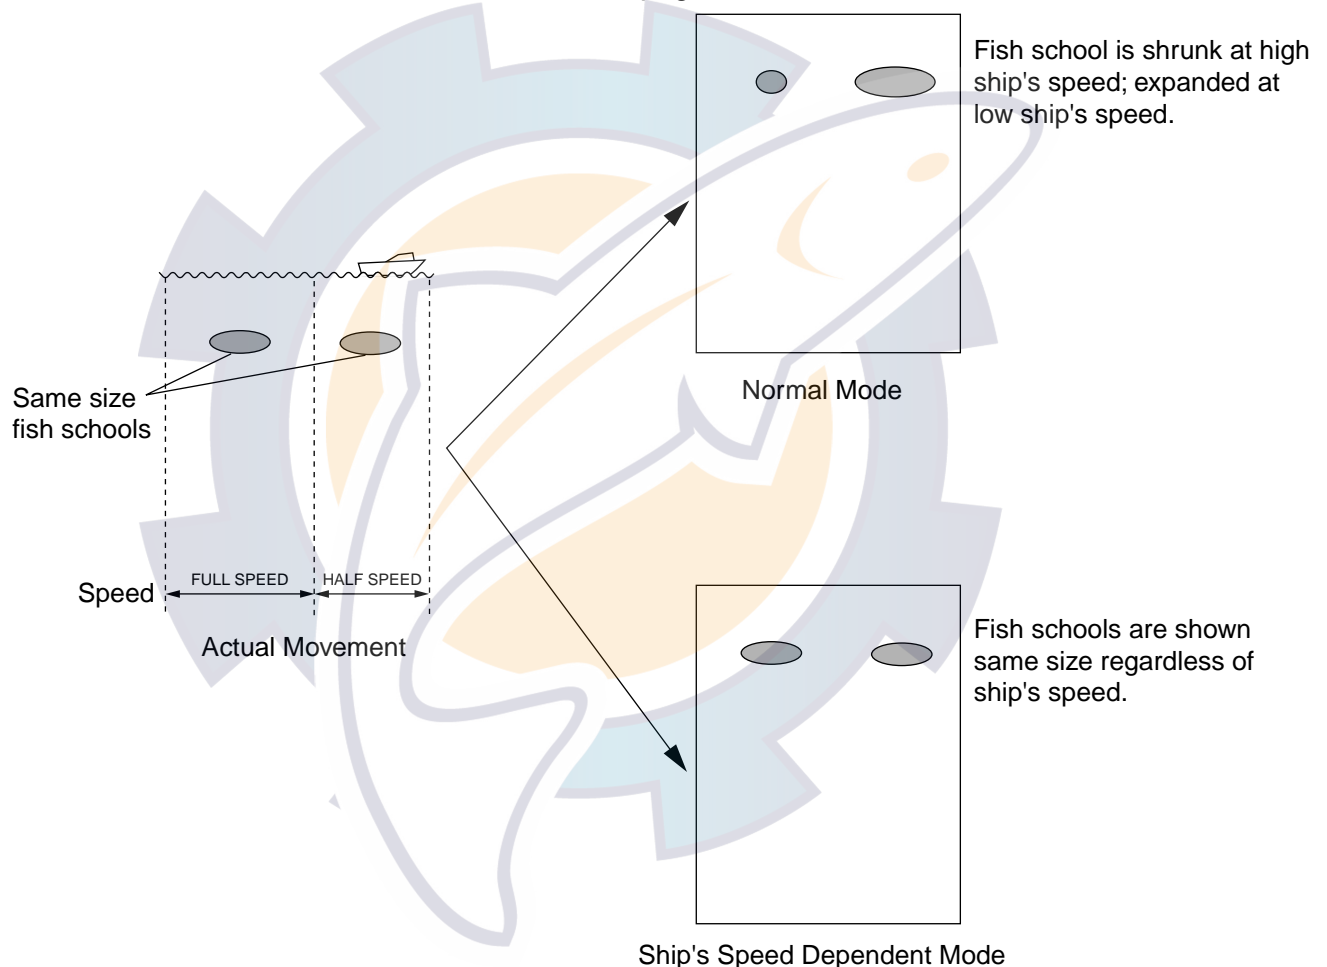 Fish school is shrunk at high
ship's speed; expanded at
low ship's speed.
Normal Mode
Same size
fish schools
Speed
FULL SPEED
HALF SPEED
Actual Movement
Fish schools are shown
same size regardless of
ship's speed.
Ship's Speed Dependent Mode